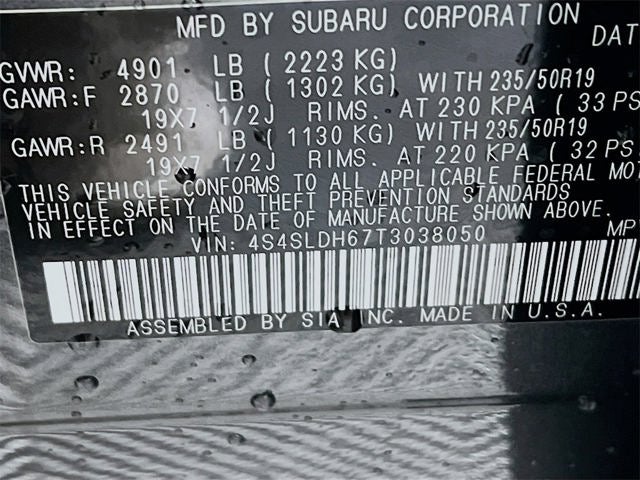 MFD BY SUBARU CORPORATION
DAT
GVWR: 4901 LB ( 2223 KG)
GAWR:F 2870 LB ( 1302 KG) WITH 235/50R19
19X7 1/2J RIMS. AT 230 KPA ( 33 PS
GAWR:R 2491 LB ( 1130 KG) WITH 235/50R19
19X7 1/2J RIMS. AT 220 KPA ( 32 PS
THIS VEHICLE CONFORMS TO ALL APPLICABLE FEDERAL MOT
VEHICLE SAFETY AND THEFT PREVENTION STANDARDS
IN EFFECT ON THE DATE OF MANUFACTURE SHOWN ABOVE.
VIN: 4S4SLDH67T3038050 MP
ASSEMBLED BY SIA INC. MADE IN U.S.A.